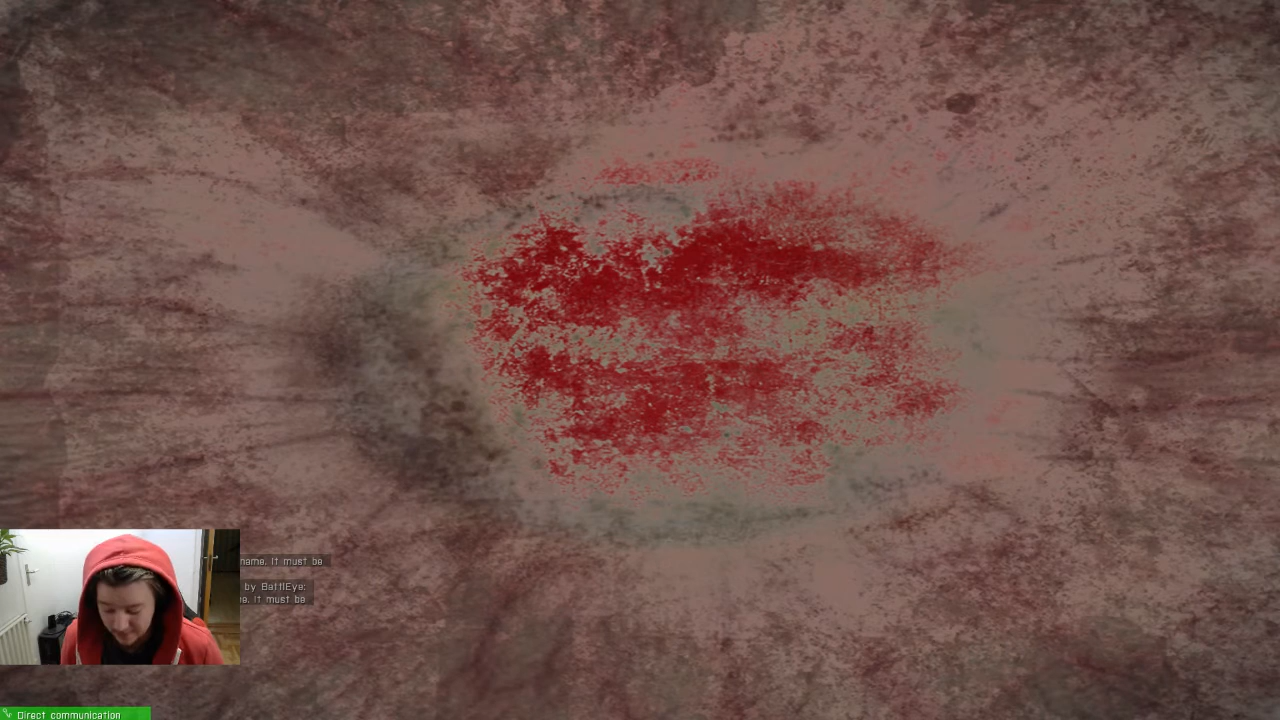 name. It must be
by BattlEye:
e. It must be
Direct communication